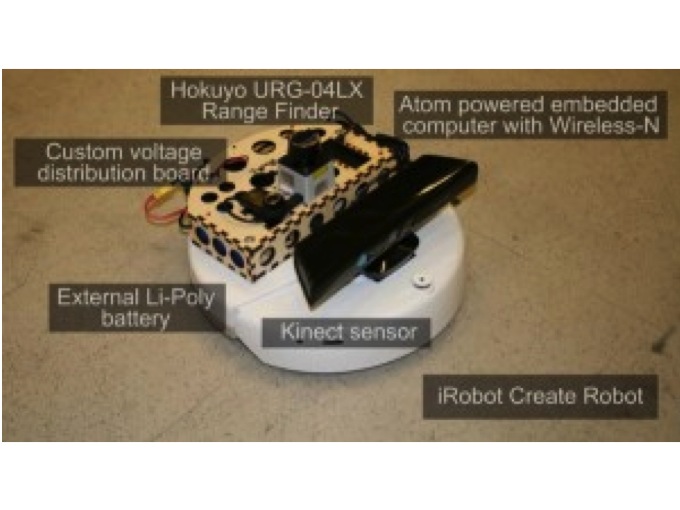 Hokuyo URG-04LX
Range Finder
Atom powered embedded
computer with Wireless-N
Custom voltage
distribution board
External Li-Poly
battery
Kinect sensor
iRobot Create Robot